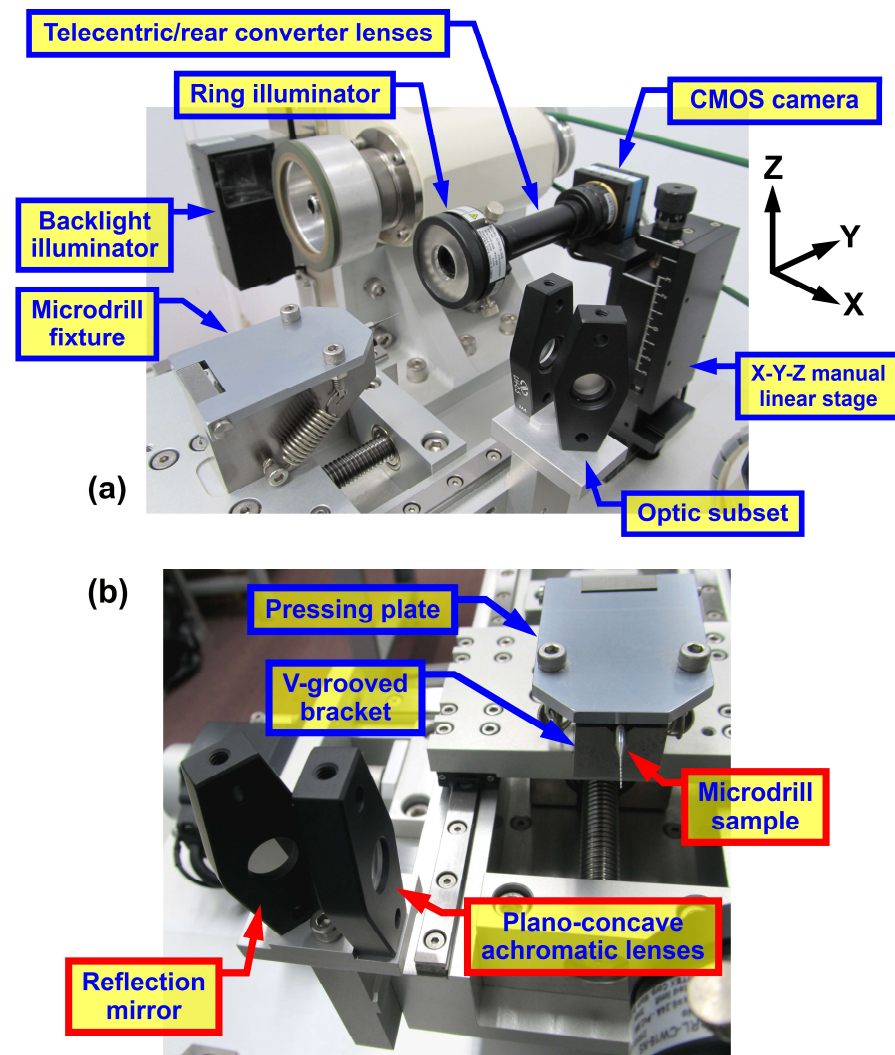 Telecentric/rear converter lenses
Ring illuminator
CMOS camera
Z
Y
X
Backlight
illuminator
Microdrill
fixture
X-Y-Z manual
linear stage
(a)
Optic subset
(b)
Pressing plate
V-grooved
bracket
Microdrill
sample
Plano-concave
achromatic lenses
Reflection
mirror